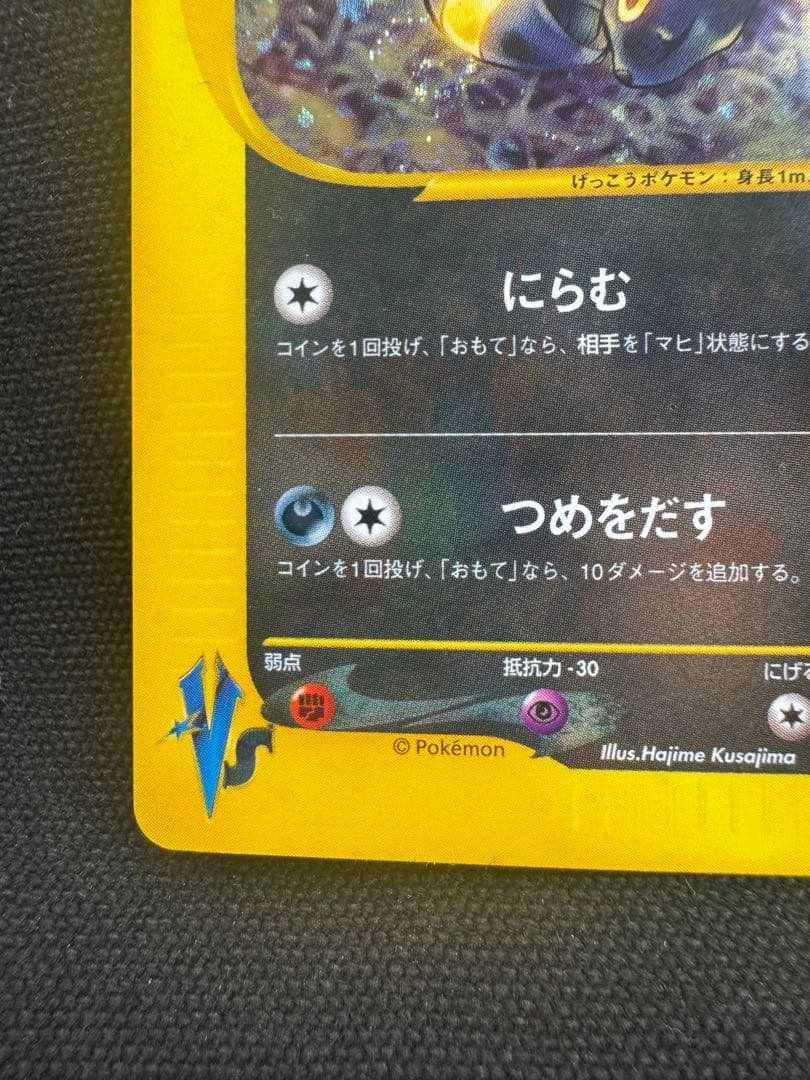 げっこうポケモン：身長1m.
にらむ
コインを1回投げ、「おもて」なら、相手を「マヒ」状態にする
つめをだす
コインを1回投げ、「おもて」なら、10ダメージを追加する。
弱点 抵抗力 -30 にげる
VS
© Pokémon
Illus.Hajime Kusajima